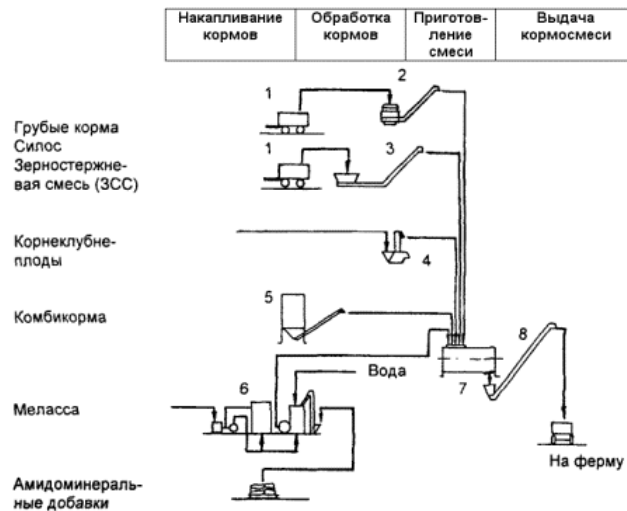 Накапливание
кормов
Обработка
кормов
Приготов-
ление
смеси
Выдача
кормосмеси
2
1
Грубые корма
Силос
Зерностержне-
вая смесь (ЗСС)
1
3
Корнеклубне-
плоды
4
5
Комбикорма
8
Вода
7
6
Меласса
На ферму
Амидоминераль-
ные добавки